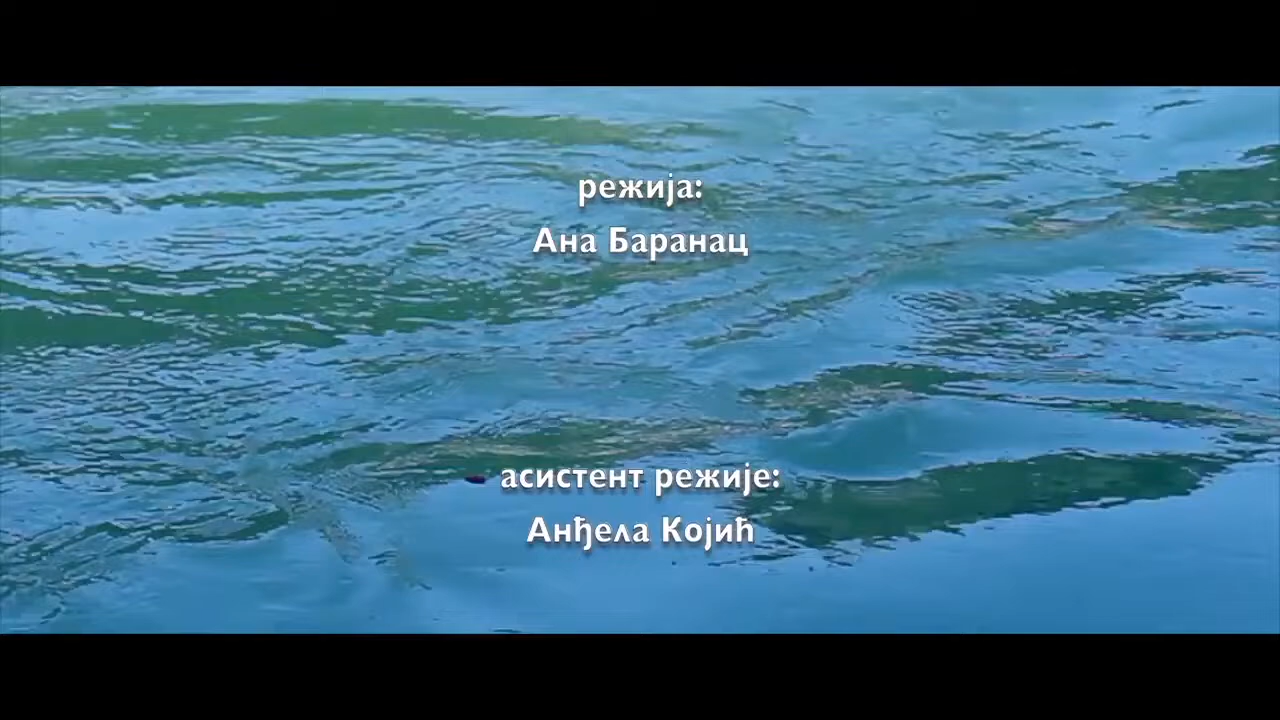 режија:
Ана Баранац
асистент режије:
Анђела Којић